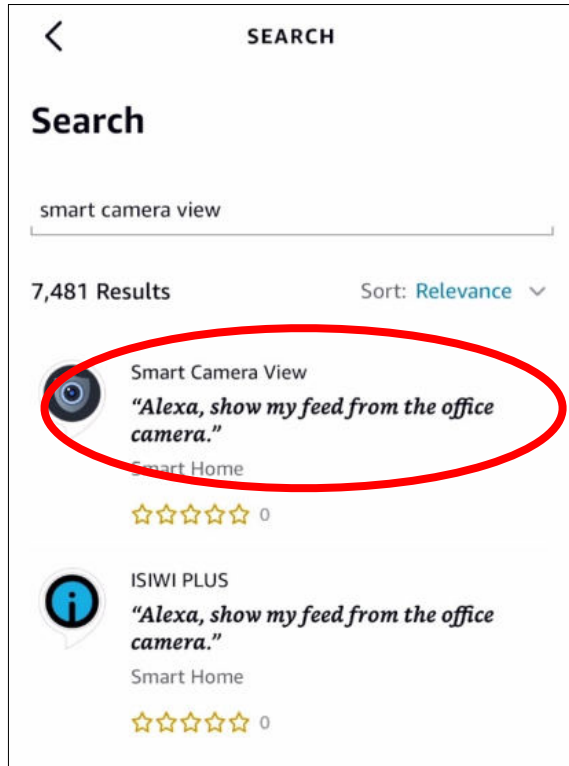 SEARCH
Search
smart camera view
7,481 Results Sort: Relevance
Smart Camera View
“Alexa, show my feed from the office
camera.”
Smart Home
0
ISIWI PLUS
“Alexa, show my feed from the office
camera.”
Smart Home
0